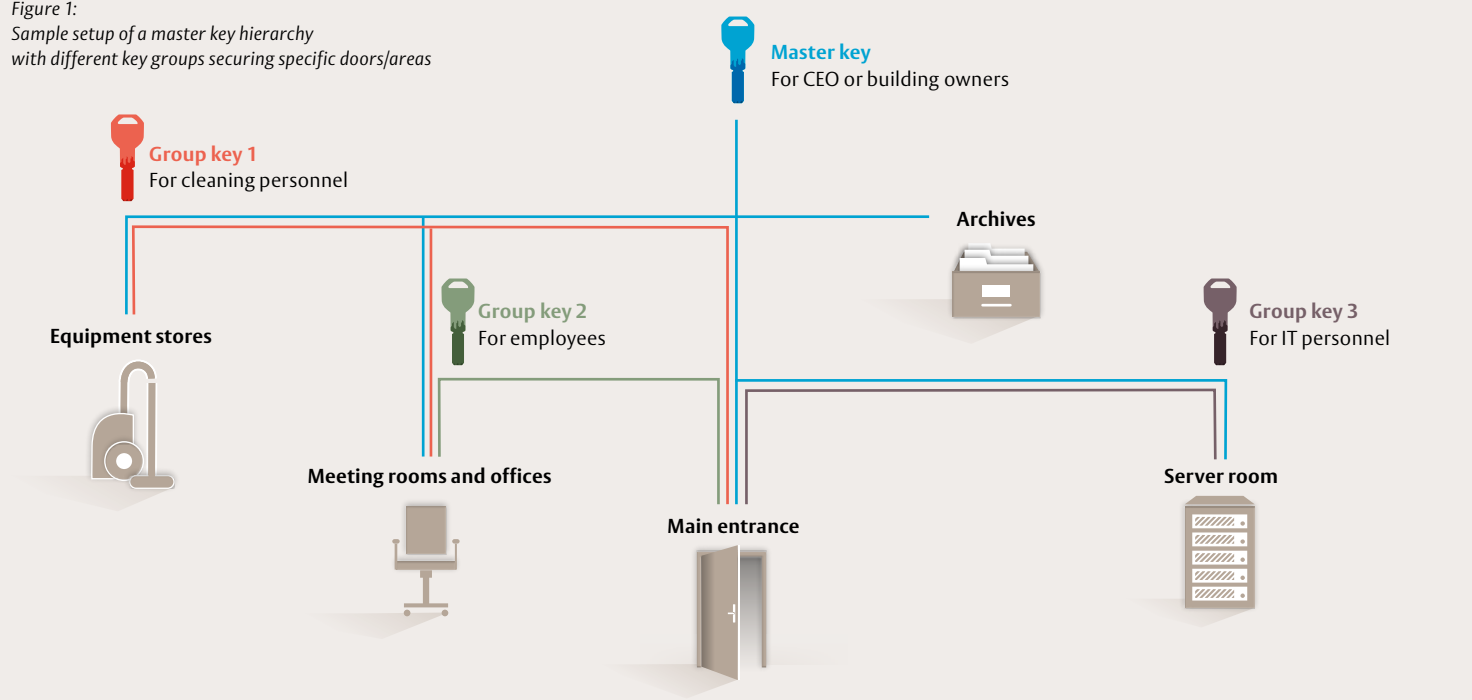 Figure 1:
Sample setup of a master key hierarchy
with different key groups securing specific doors/areas
Master key
For CEO or building owners
Group key 1
For cleaning personnel
Archives
Group key 2
For employees
Group key 3
For IT personnel
Equipment stores
Meeting rooms and offices
Server room
Main entrance